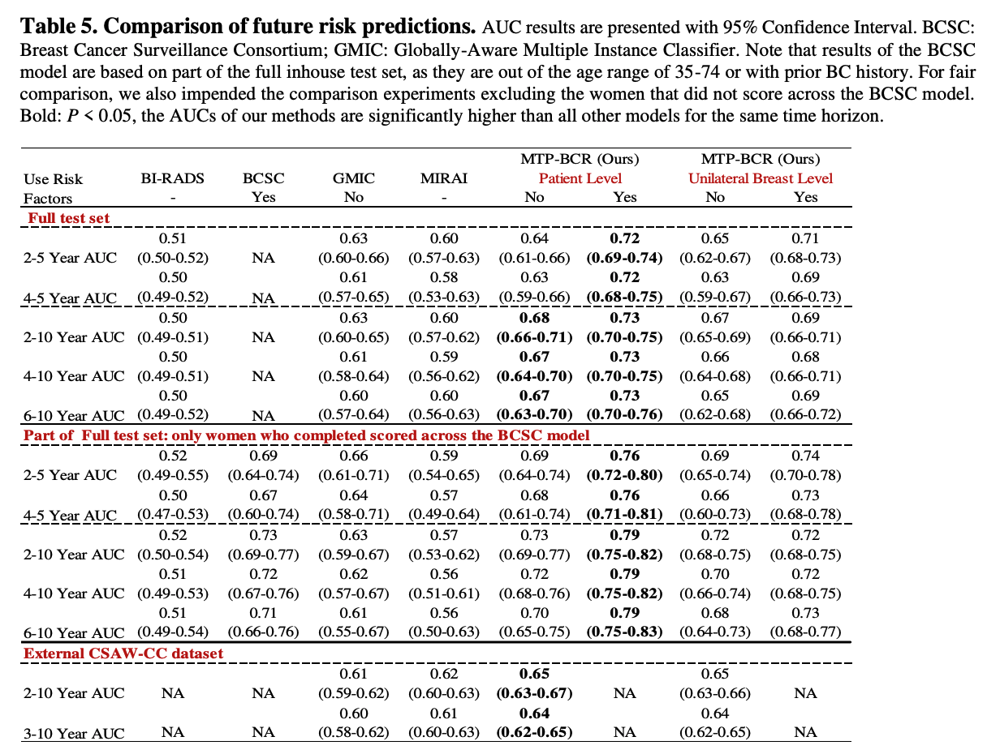 Table 5. Comparison of future risk predictions. AUC results are presented with 95% Confidence Interval. BCSC:
Breast Cancer Surveillance Consortium; GMIC: Globally-Aware Multiple Instance Classifier. Note that results of the BCSC
model are based on part of the full inhouse test set, as they are out of the age range of 35-74 or with prior BC history. For fair
comparison, we also impended the comparison experiments excluding the women that did not score across the BCSC model.
Bold: P < 0.05, the AUCs of our methods are significantly higher than all other models for the same time horizon.
MTP-BCR (Ours) MTP-BCR (Ours)
Use Risk BI-RADS BCSC GMIC MIRAI Patient Level Unilateral Breast Level
Factors - Yes No - No Yes No Yes
Full test set
0.51 0.63 0.60 0.64 0.72 0.65 0.71
2-5 Year AUC (0.50-0.52) NA (0.60-0.66) (0.57-0.63) (0.61-0.66) (0.69-0.74) (0.62-0.67) (0.68-0.73)
0.50 0.61 0.58 0.63 0.72 0.63 0.69
4-5 Year AUC (0.49-0.52) NA (0.57-0.65) (0.53-0.63) (0.59-0.66) (0.68-0.75) (0.59-0.67) (0.66-0.73)
0.50 0.63 0.60 0.68 0.73 0.67 0.69
2-10 Year AUC (0.49-0.51) NA (0.60-0.65) (0.57-0.62) (0.66-0.71) (0.70-0.75) (0.65-0.69) (0.66-0.71)
0.50 0.61 0.59 0.67 0.73 0.66 0.68
4-10 Year AUC (0.49-0.51) NA (0.58-0.64) (0.56-0.62) (0.64-0.70) (0.70-0.75) (0.64-0.68) (0.66-0.71)
0.50 0.60 0.60 0.67 0.73 0.65 0.69
6-10 Year AUC (0.49-0.52) NA (0.57-0.64) (0.56-0.63) (0.63-0.70) (0.70-0.76) (0.62-0.68) (0.66-0.72)
Part of Full test set: only women who completed scored across the BCSC model
0.52 0.69 0.66 0.59 0.69 0.76 0.69 0.74
2-5 Year AUC (0.49-0.55) (0.64-0.74) (0.61-0.71) (0.54-0.65) (0.64-0.74) (0.72-0.80) (0.65-0.74) (0.70-0.78)
0.50 0.67 0.64 0.57 0.68 0.76 0.66 0.73
4-5 Year AUC (0.47-0.53) (0.60-0.74) (0.58-0.71) (0.49-0.64) (0.61-0.74) (0.71-0.81) (0.60-0.73) (0.68-0.78)
0.52 0.73 0.63 0.57 0.73 0.79 0.72 0.72
2-10 Year AUC (0.50-0.54) (0.69-0.77) (0.59-0.67) (0.53-0.62) (0.69-0.77) (0.75-0.82) (0.68-0.75) (0.68-0.75)
0.51 0.72 0.62 0.56 0.72 0.79 0.70 0.72
4-10 Year AUC (0.49-0.53) (0.67-0.76) (0.57-0.67) (0.51-0.61) (0.68-0.76) (0.75-0.82) (0.66-0.74) (0.68-0.75)
0.51 0.71 0.61 0.56 0.70 0.79 0.68 0.73
6-10 Year AUC (0.49-0.54) (0.66-0.76) (0.55-0.67) (0.50-0.63) (0.65-0.75) (0.75-0.83) (0.64-0.73) (0.68-0.77)
External CSAW-CC dataset
0.61 0.62 0.65 0.65
2-10 Year AUC NA NA (0.59-0.62) (0.60-0.63) (0.63-0.67) NA (0.63-0.66) NA
0.60 0.61 0.64 0.64
3-10 Year AUC NA NA (0.58-0.62) (0.60-0.63) (0.62-0.65) NA (0.62-0.65) NA